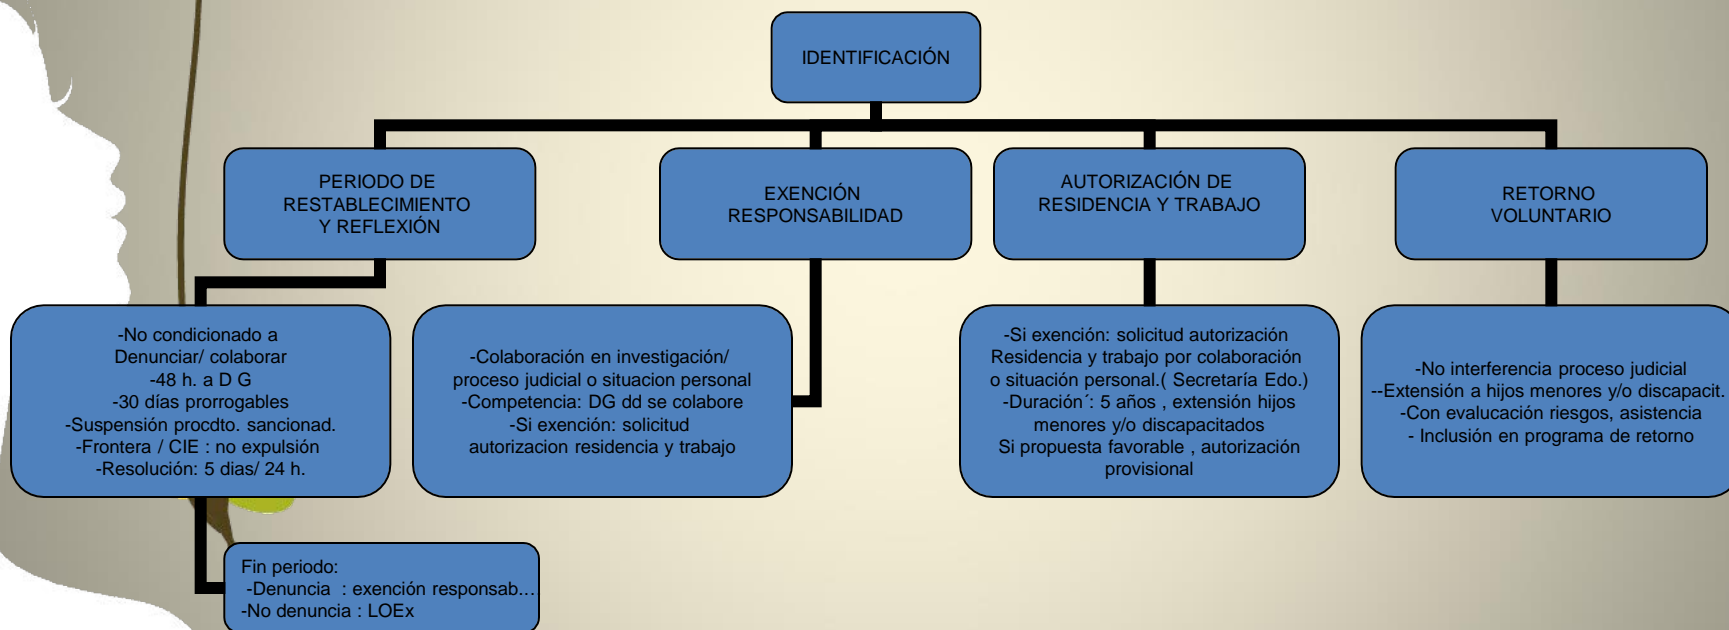 IDENTIFICACIÓN
PERIODO DE
RESTABLECIMIENTO
Y REFLEXIÓN
EXENCIÓN
RESPONSABILIDAD
AUTORIZACIÓN DE
RESIDENCIA Y TRABAJO
RETORNO
VOLUNTARIO
-No condicionado a
Denunciar/ colaborar
-48 h. a D G
-30 días prorrogables
-Suspensión procdto. sancionad.
-Frontera / CIE : no expulsión
-Resolución: 5 dias/ 24 h.
-Colaboración en investigación/
proceso judicial o situacion personal
-Competencia: DG dd se colabore
-Si exención: solicitud
autorizacion residencia y trabajo
-Si exención: solicitud autorización
Residencia y trabajo por colaboración
o situación personal.( Secretaría Edo.)
-Duración´: 5 años , extensión hijos
menores y/o discapacitados
Si propuesta favorable , autorización
provisional
-No interferencia proceso judicial
--Extensión a hijos menores y/o discapacit.
-Con evalucación riesgos, asistencia
- Inclusión en programa de retorno
Fin periodo:
-Denuncia : exención responsab...
-No denuncia : LOEx